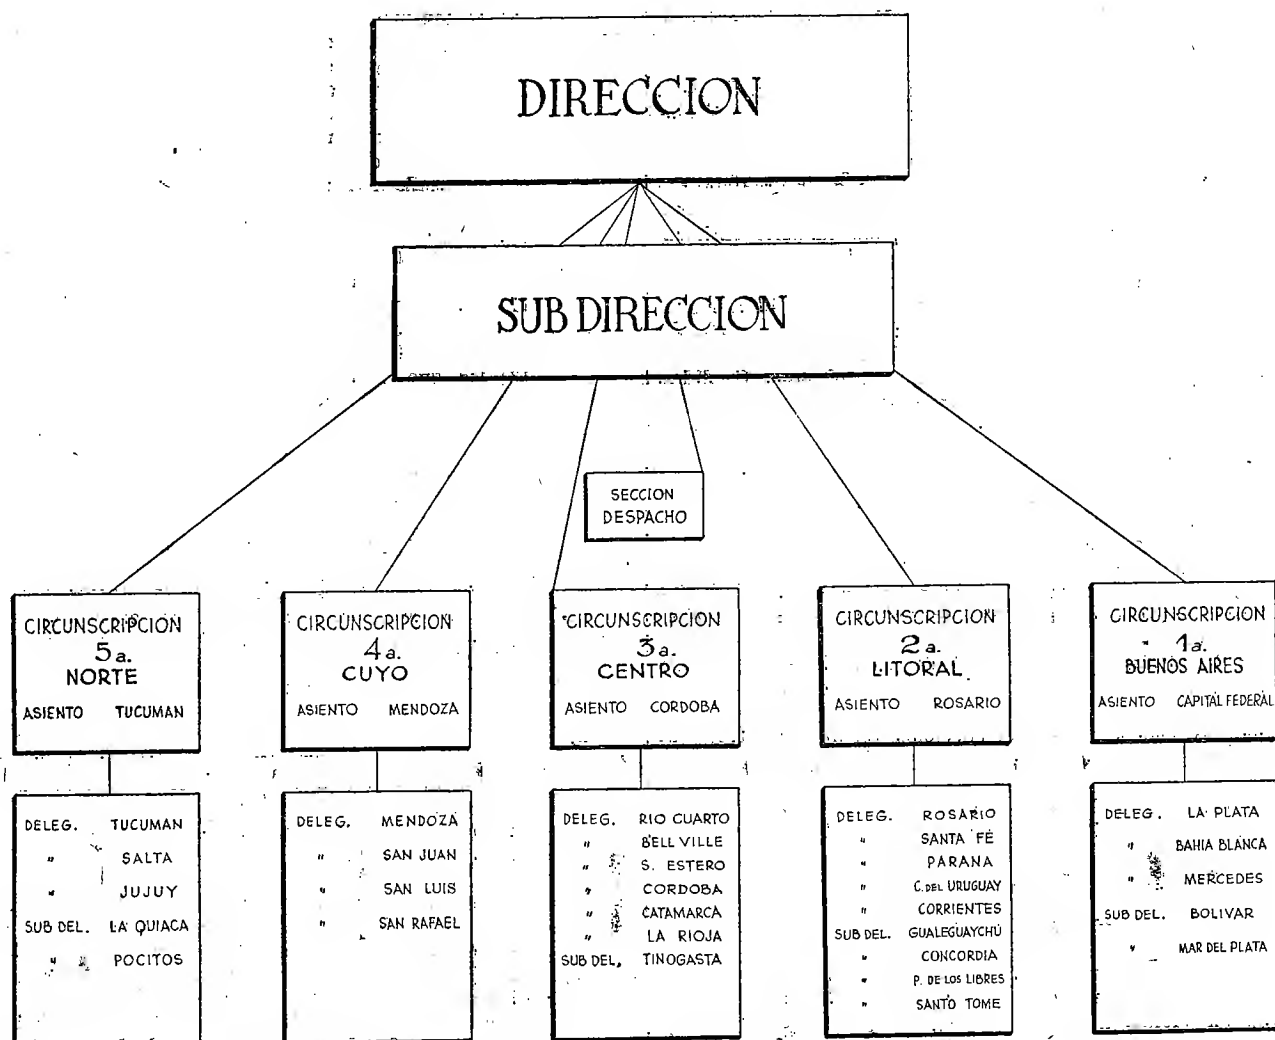 DIRECCION
SUB DIRECCION
SECCION
DESPACHO
CIRCUNSCRIPCION
5a.
NORTE
ASIENTO TUCUMAN
CIRCUNSCRIPCION
4a.
CUYO
ASIENTO MENDOZA
CIRCUNSCRIPCION
3a.
CENTRO
ASIENTO CORDOBA
CIRCUNSCRIPCION
2a.
LITORAL
ASIENTO ROSARIO
CIRCUNSCRIPCION
1a.
BUENOS AIRES
ASIENTO CAPITAL FEDERAL
DELEG. TUCUMAN
" SALTA
" JUJUY
SUB DEL. LA QUIACA
" POCITOS
DELEG. MENDOZA
" SAN JUAN
" SAN LUIS
" SAN RAFAEL
DELEG. RIO CUARTO
" BELL VILLE
" S. ESTERO
" CORDOBA
" CATAMARCA
" LA RIOJA
SUB DEL. TINOGASTA
DELEG. ROSARIO
" SANTA FE
" PARANA
" C. DEL URUGUAY
" CORRIENTES
SUB DEL. GUALEGUAYCHÚ
" CONCORDIA
" P. DE LOS LIBRES
" SANTO TOME
DELEG. LA PLATA
" BAHIA BLANCA
" MERCEDES
SUB DEL. BOLIVAR
" MAR DEL PLATA